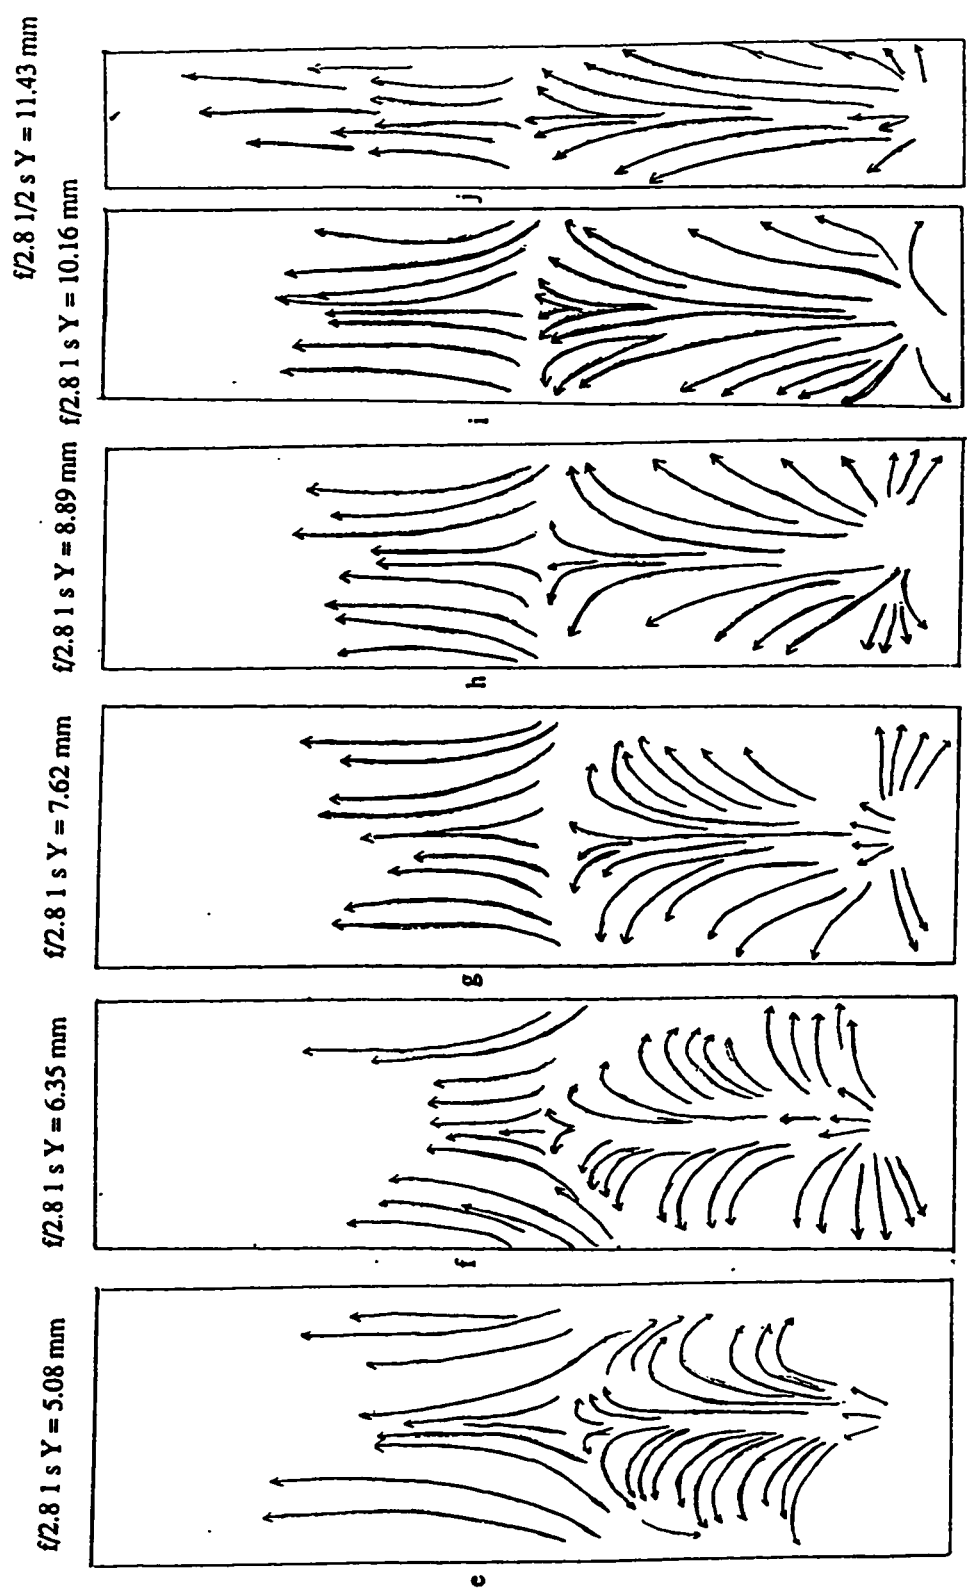 f/2.8 1 s Y = 5.08 mm
e
f/2.8 1 s Y = 6.35 mm
f
f/2.8 1 s Y = 7.62 mm
g
f/2.8 1 s Y = 8.89 mm
h
f/2.8 1 s Y = 10.16 mm
i
f/2.8 1/2 s Y = 11.43 mm
j